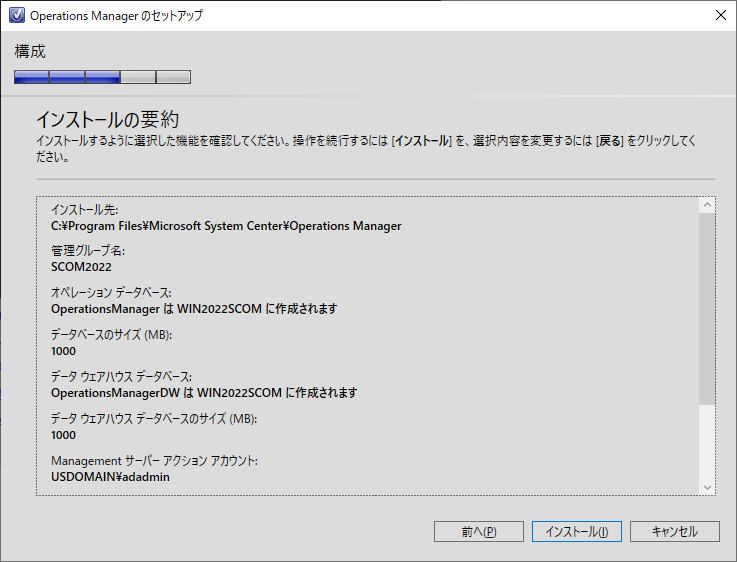 Operations Manager のセットアップ
構成
インストールの要約
インストールするように選択した機能を確認してください。操作を続行するには [インストール] を、選択内容を変更するには [戻る] をクリックしてく
ださい。
インストール先:
C:¥Program Files¥Microsoft System Center¥Operations Manager
管理グループ名:
SCOM2022
オペレーション データベース:
OperationsManager は WIN2022SCOM に作成されます
データベースのサイズ (MB):
1000
データ ウェアハウス データベース:
OperationsManagerDW は WIN2022SCOM に作成されます
データ ウェアハウス データベースのサイズ (MB):
1000
Management サーバー アクション アカウント:
USDOMAIN¥adadmin
前へ(P)
インストール(I)
キャンセル